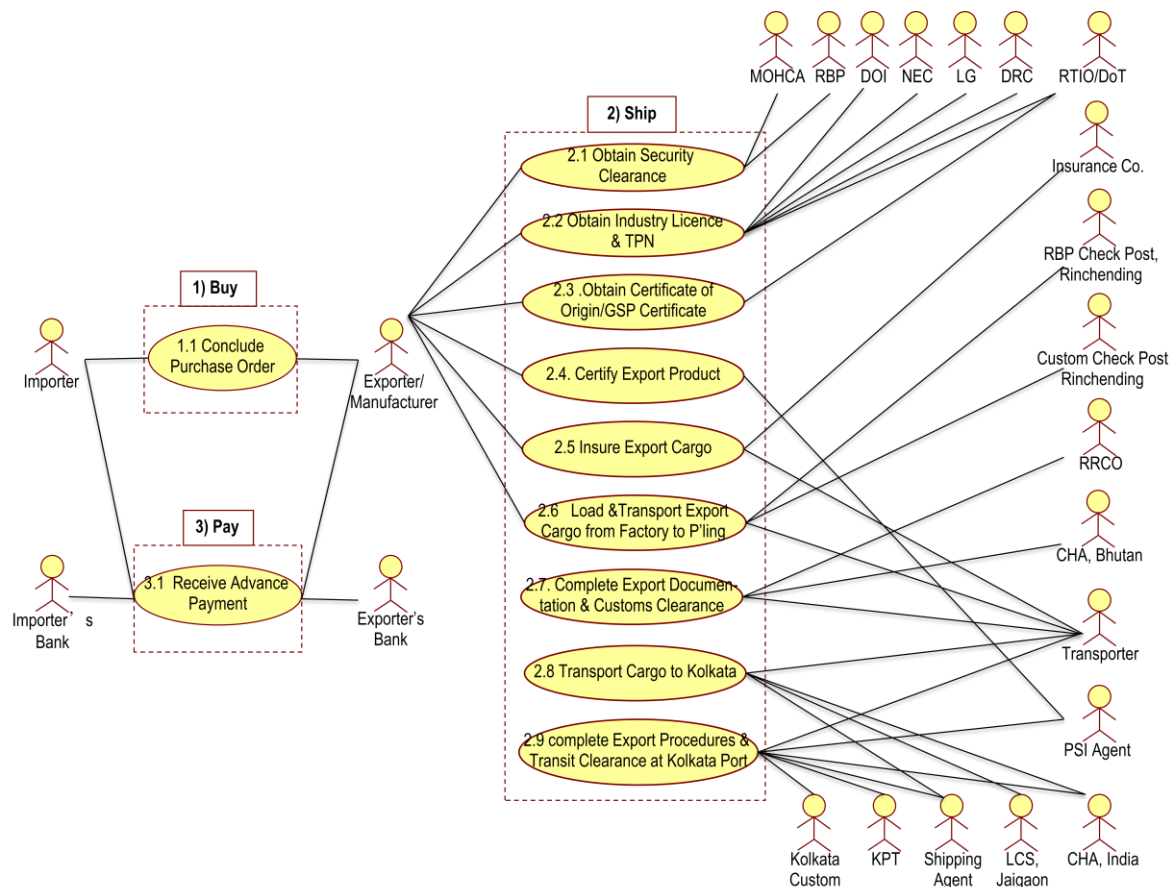 MOHCA
RBP
DOI
NEC
LG
DRC
RTIO/DoT
2) Ship
2.1 Obtain Security
Clearance
Insurance Co.
2.2 Obtain Industry Licence
& TPN
RBP Check Post,
Rinchending
1) Buy
2.3 .Obtain Certificate of
Origin/GSP Certificate
1.1 Conclude
Purchase Order
Importer
Exporter/
Manufacturer
Custom Check Post
Rinchending
2.4. Certify Export Product
2.5 Insure Export Cargo
RRCO
3) Pay
2.6 Load &Transport Export
Cargo from Factory to P'ling
CHA, Bhutan
3.1 Receive Advance
Payment
Importer' s
Bank
Exporter's
Bank
2.7. Complete Export Documen-
tation & Customs Clearance
Transporter
2.8 Transport Cargo to Kolkata
2.9 complete Export Procedures &
Transit Clearance at Kolkata Port
PSI Agent
Kolkata
Custom
KPT
Shipping
Agent
LCS,
Jaigaon
CHA, India